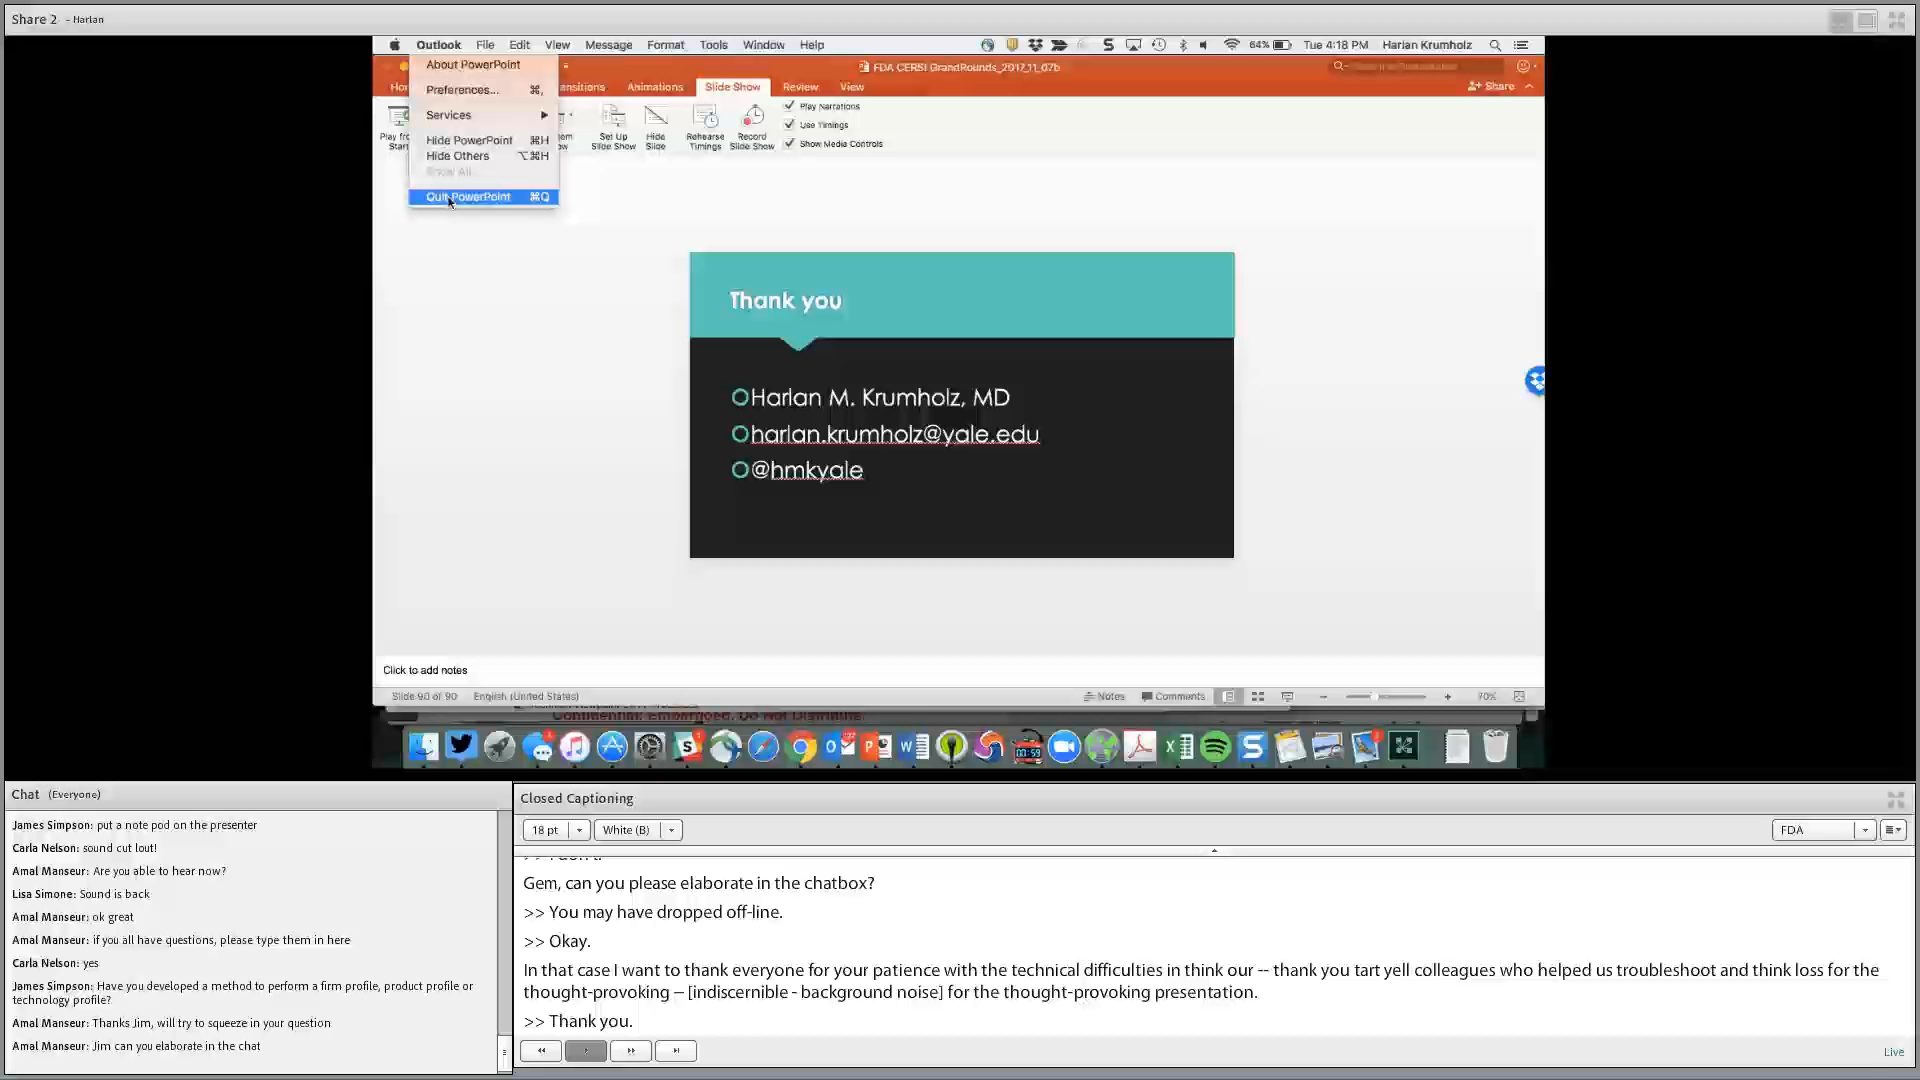 Share 2 - Harlan
Outlook File Edit View Message Format Tools Window Help 64% Tue 4:18 PM Harlan Krumholz
About PowerPoint
FDA CERSI GrandRounds_2017_11_07b
Preferences... ⌘,
Animations Slide Show Review View Share
Services
Play Narrations
Use Timings
Show Media Controls
Set Up
Slide Show
Hide
Slide
Rehearse
Timings
Record
Slide Show
Hide PowerPoint ⌘H
Hide Others ⌥⌘H
Show All
Quit PowerPoint ⌘Q
Thank you
Harlan M. Krumholz, MD
harlan.krumholz@yale.edu
@hmkyale
Click to add notes
Slide 90 of 90 English (United States) Notes Comments 70%
Confidential. Embargoed. Do Not Distribute.
00:59
Chat (Everyone)
James Simpson: put a note pod on the presenter
Carla Nelson: sound cut lout!
Amal Manseur: Are you able to hear now?
Lisa Simone: Sound is back
Amal Manseur: ok great
Amal Manseur: if you all have questions, please type them in here
Carla Nelson: yes
James Simpson: Have you developed a method to perform a firm profile, product profile or
technology profile?
Amal Manseur: Thanks Jim, will try to squeeze in your question
Amal Manseur: Jim can you elaborate in the chat
Closed Captioning
18 pt White (B) FDA
Gem, can you please elaborate in the chatbox?
>> You may have dropped off-line.
>> Okay.
In that case I want to thank everyone for your patience with the technical difficulties in think our -- thank you tart yell colleagues who helped us troubleshoot and think loss for the
thought-provoking -- [indiscernible - background noise] for the thought-provoking presentation.
>> Thank you.
Live